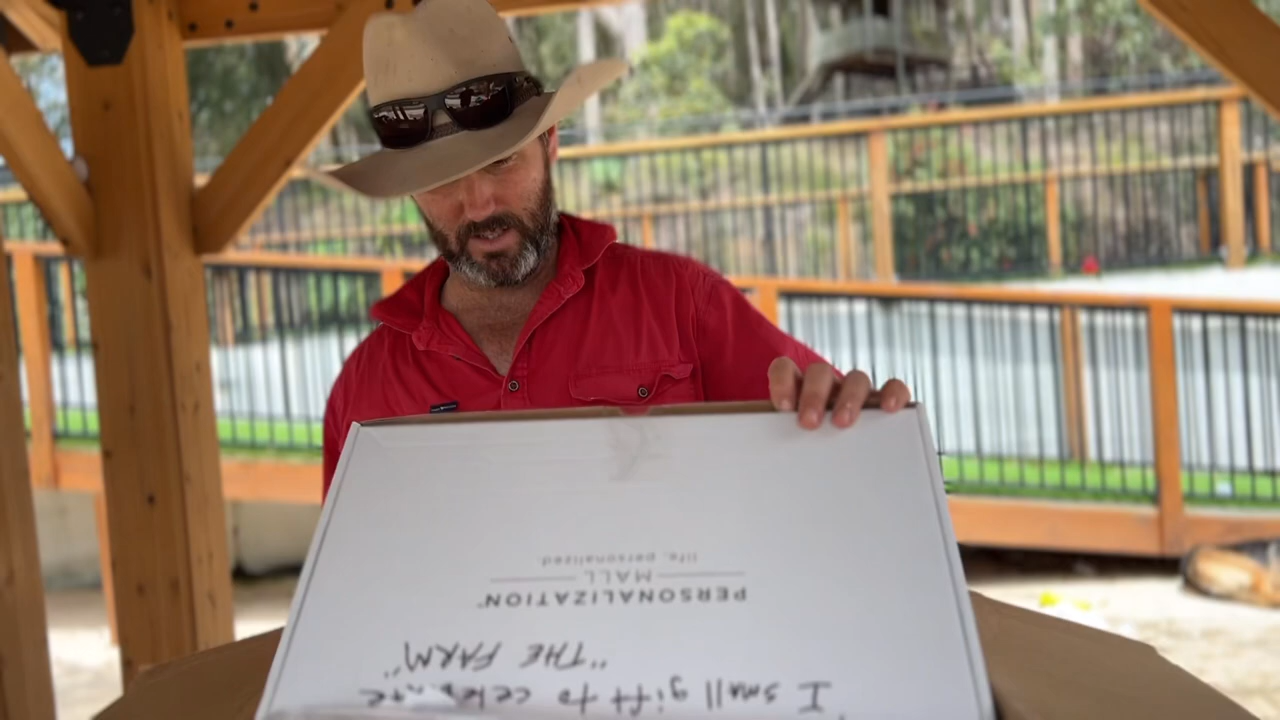 I small gift to celebrate
"THE FARM"
PERSONALIZATION
MALL
life. personalized.